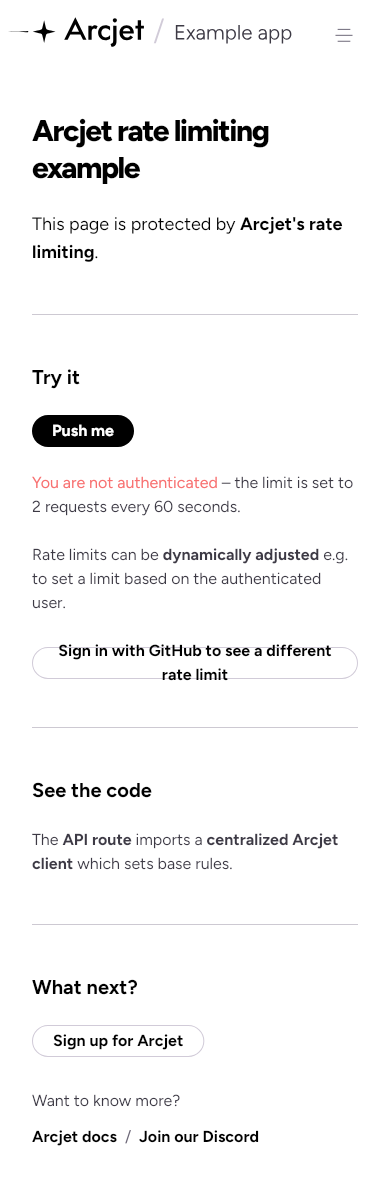 Arcjet / Example app
Arcjet rate limiting
example
This page is protected by Arcjet's rate
limiting.
Try it
Push me
You are not authenticated – the limit is set to
2 requests every 60 seconds.
Rate limits can be dynamically adjusted e.g.
to set a limit based on the authenticated
user.
Sign in with GitHub to see a different
rate limit
See the code
The API route imports a centralized Arcjet
client which sets base rules.
What next?
Sign up for Arcjet
Want to know more?
Arcjet docs / Join our Discord